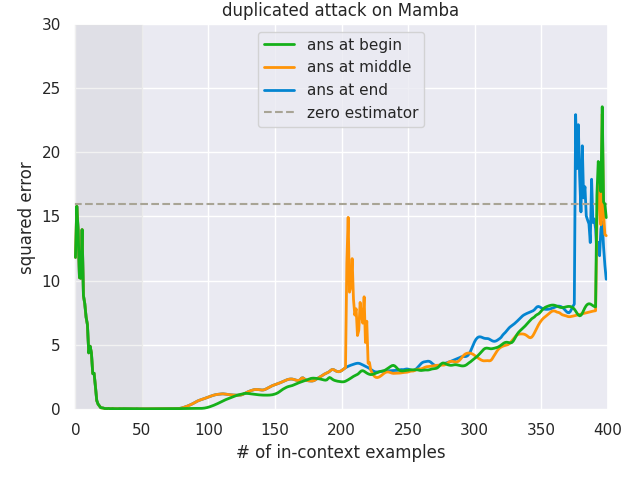 duplicated attack on Mamba
30
25
20
15
10
5
0
squared error
ans at begin
ans at middle
ans at end
zero estimator
0 50 100 150 200 250 300 350 400
# of in-context examples